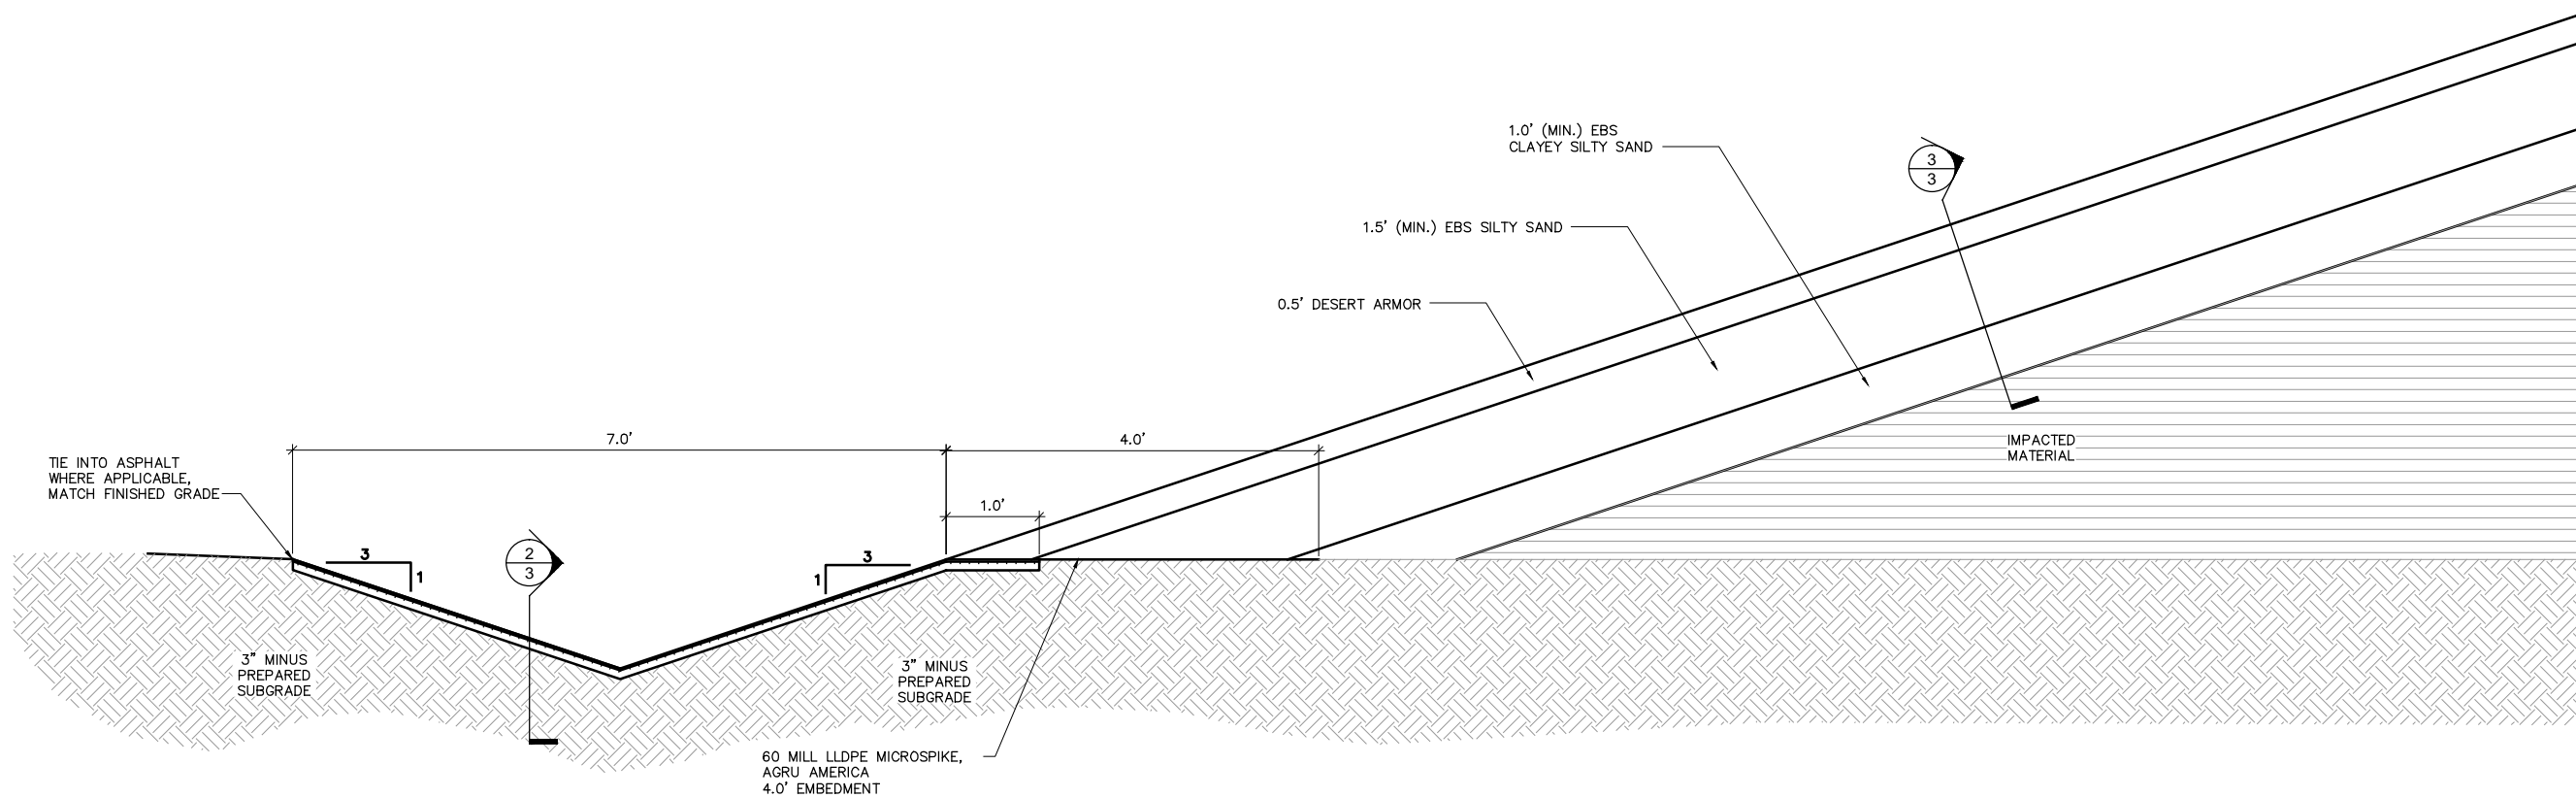 1.0' (MIN.) EBS
CLAYEY SILTY SAND
3
3
1.5' (MIN.) EBS SILTY SAND
0.5' DESERT ARMOR
7.0'
4.0'
IMPACTED
MATERIAL
TIE INTO ASPHALT
WHERE APPLICABLE,
MATCH FINISHED GRADE
1.0'
3
1
2
3
3
1
3" MINUS
PREPARED
SUBGRADE
3" MINUS
PREPARED
SUBGRADE
60 MILL LLDPE MICROSPIKE,
AGRU AMERICA
4.0' EMBEDMENT